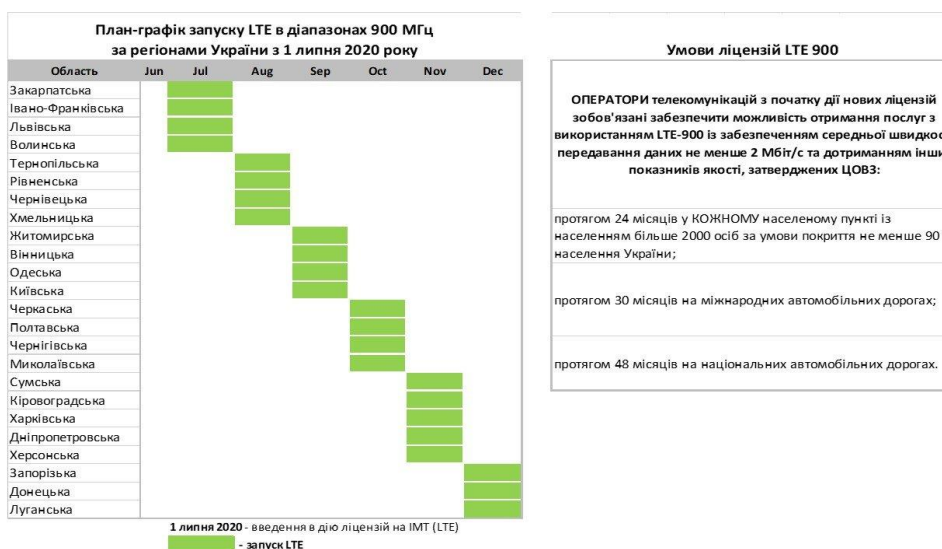 План-графік запуску LTE в діапазонах 900 МГц
за регіонами України з 1 липня 2020 року
Область Jun Jul Aug Sep Oct Nov Dec
Закарпатська
Івано-Франківська
Львівська
Волинська
Тернопільська
Рівненська
Чернівецька
Хмельницька
Житомирська
Вінницька
Одеська
Київська
Черкаська
Полтавська
Чернігівська
Миколаївська
Сумська
Кіровоградська
Харківська
Дніпропетровська
Херсонська
Запорізька
Донецька
Луганська
1 липня 2020 - введення в дію ліцензій на IMT (LTE)
- запуск LTE
Умови ліцензій LTE 900
ОПЕРАТОРИ телекомунікацій з початку дії нових ліцензій
зобов'язані забезпечити можливість отримання послуг з
використанням LTE-900 із забезпеченням середньої
передавання даних не менше 2 Мбіт/с та дотриманням
показників якості, затверджених ЦОВЗ:
протягом 24 місяців у КОЖНОМУ населеному пункті із
населенням більше 2000 осіб за умови покриття не менше 90
населення України;
протягом 30 місяців на міжнародних автомобільних дорогах;
протягом 48 місяців на національних автомобільних дорогах.